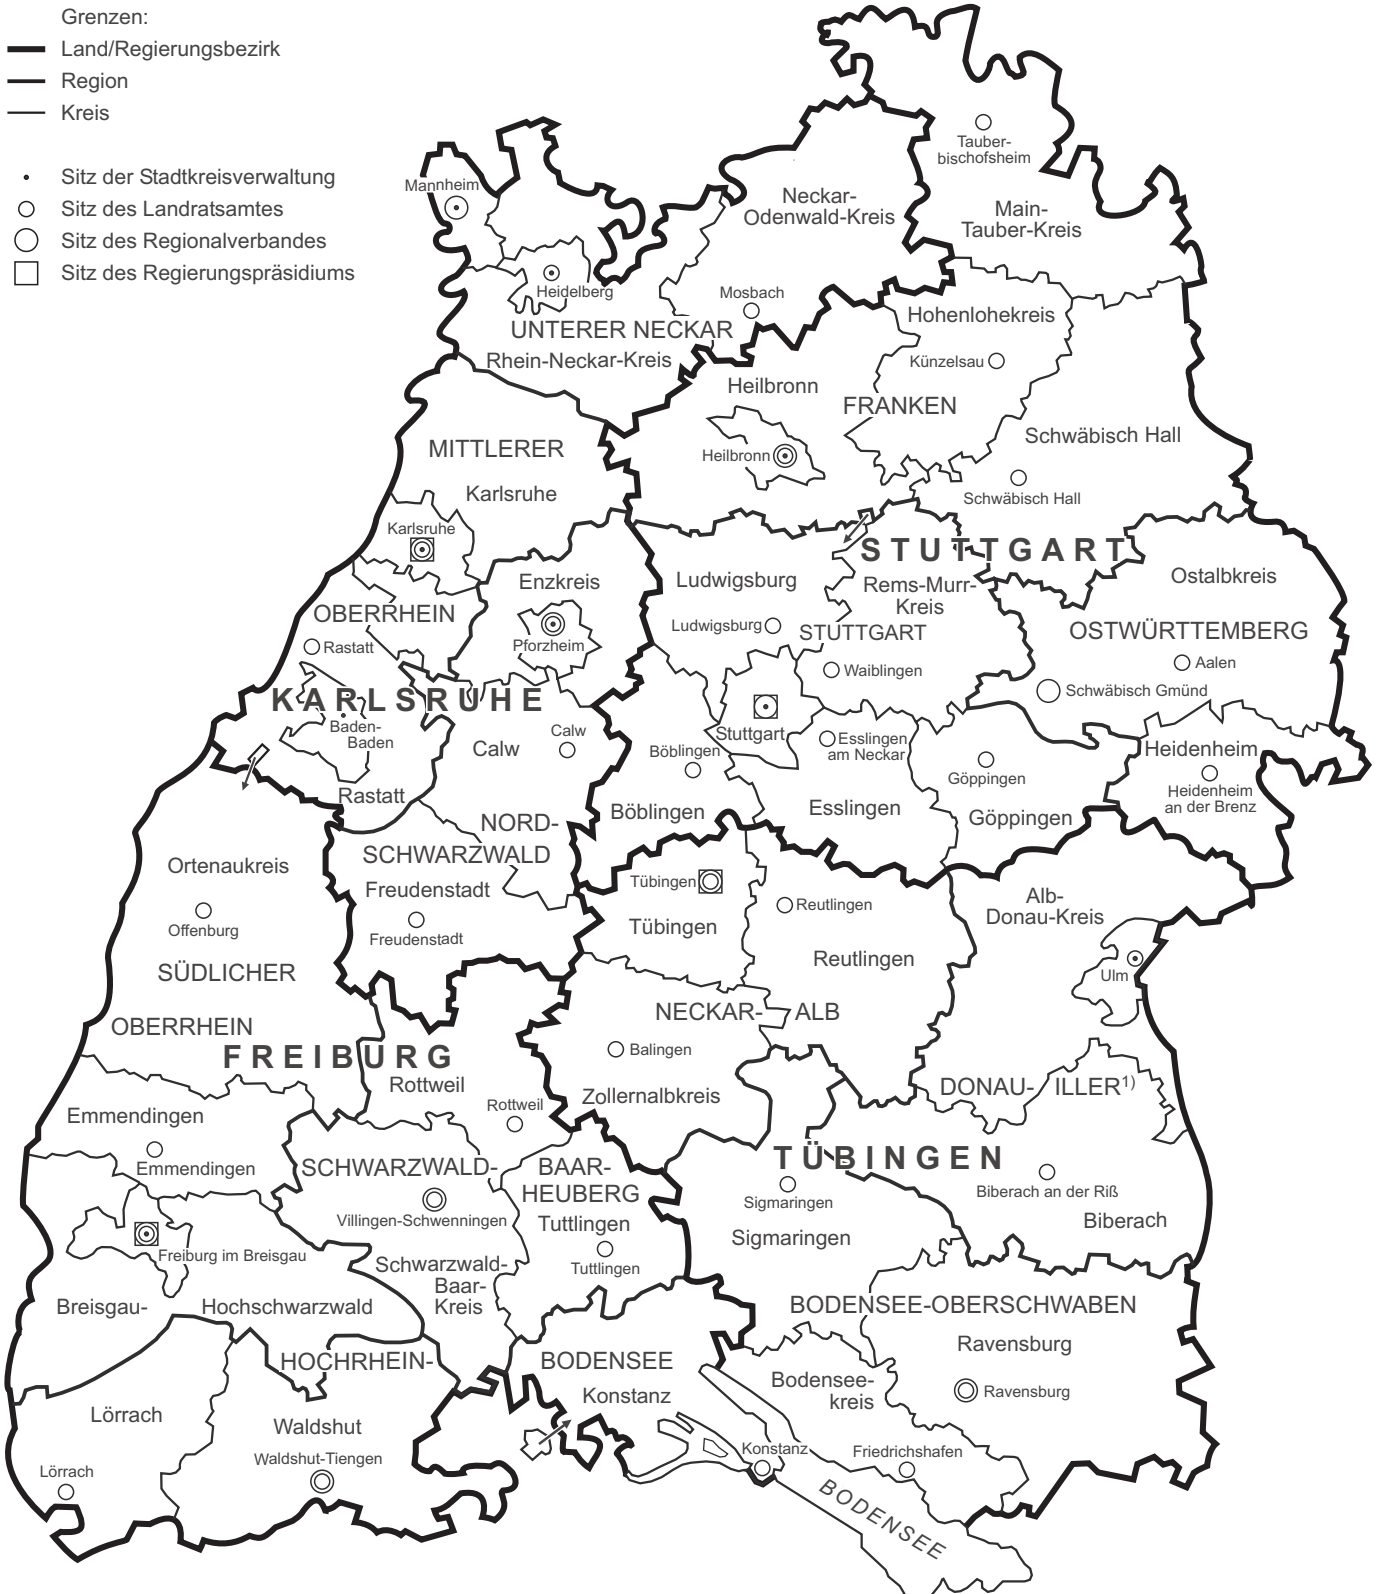 Grenzen:
Land/Regierungsbezirk
Region
Kreis
Sitz der Stadtkreisverwaltung
Sitz des Landratsamtes
Sitz des Regionalverbandes
Sitz des Regierungspräsidiums
Tauber-
bischofsheim
Main-
Tauber-Kreis
Neckar-
Odenwald-Kreis
Mannheim
Heidelberg
Mosbach
UNTERER NECKAR
Rhein-Neckar-Kreis
Hohenlohekreis
Künzelsau
Heilbronn
FRANKEN
Heilbronn
Schwäbisch Hall
Schwäbisch Hall
MITTLERER
Karlsruhe
Karlsruhe
Enzkreis
Pforzheim
OBERRHEIN
Rastatt
KARLSRUHE
Baden-
Baden
Rastatt
Calw
Calw
NORD-
SCHWARZWALD
Freudenstadt
Freudenstadt
STUTTGART
Ludwigsburg
Ludwigsburg
Rems-Murr-
Kreis
STUTTGART
Waiblingen
Ostalbkreis
OSTWÜRTTEMBERG
Aalen
Schwäbisch Gmünd
Stuttgart
Böblingen
Böblingen
Esslingen
am Neckar
Esslingen
Göppingen
Göppingen
Heidenheim
Heidenheim
an der Brenz
Ortenaukreis
Offenburg
SÜDLICHER
OBERRHEIN
FREIBURG
Tübingen
Tübingen
Reutlingen
Reutlingen
Alb-
Donau-Kreis
Ulm
NECKAR-ALB
Balingen
Zollernalbkreis
DONAU-ILLER1)
Rottweil
Rottweil
Emmendingen
Emmendingen
SCHWARZWALD-
BAAR-
HEUBERG
Villingen-Schwenningen
Tuttlingen
Tuttlingen
Schwarzwald-
Baar-
Kreis
Freiburg im Breisgau
Breisgau-
Hochschwarzwald
TÜBINGEN
Sigmaringen
Sigmaringen
Biberach an der Riß
Biberach
BODENSEE-OBERSCHWABEN
Ravensburg
Ravensburg
Bodensee-
kreis
Friedrichshafen
HOCHRHEIN-
BODENSEE
Konstanz
Konstanz
Lörrach
Lörrach
Waldshut
Waldshut-Tiengen
BODENSEE